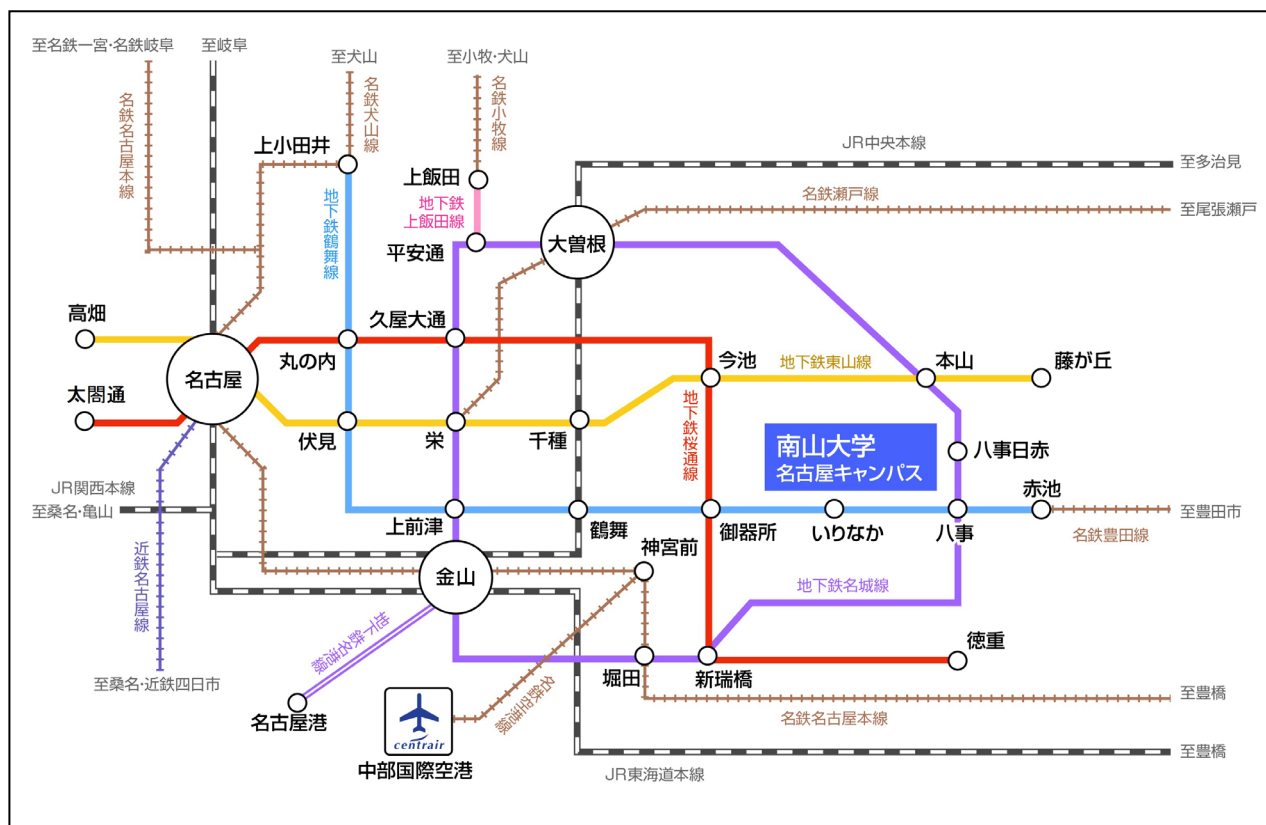 至名鉄一宮・名鉄岐阜
至岐阜
至犬山
至小牧・犬山
名鉄名古屋本線
名鉄犬山線
名鉄小牧線
上小田井
上飯田
JR中央本線
至多治見
地下鉄鶴舞線
地下鉄
上飯田線
名鉄瀬戸線
至尾張瀬戸
平安通
大曽根
高畑
久屋大通
名古屋
丸の内
今池
地下鉄東山線
本山
藤が丘
太閤通
伏見
栄
千種
地下鉄桜通線
南山大学
名古屋キャンパス
八事日赤
JR関西本線
至桑名・亀山
赤池
上前津
鶴舞
御器所
いりなか
八事
至豊田市
名鉄豊田線
神宮前
近鉄名古屋線
金山
地下鉄名城線
地下鉄名港線
徳重
至桑名・近鉄四日市
堀田
新瑞橋
名鉄空港線
至豊橋
名古屋港
名鉄名古屋本線
centrair
中部国際空港
至豊橋
JR東海道本線